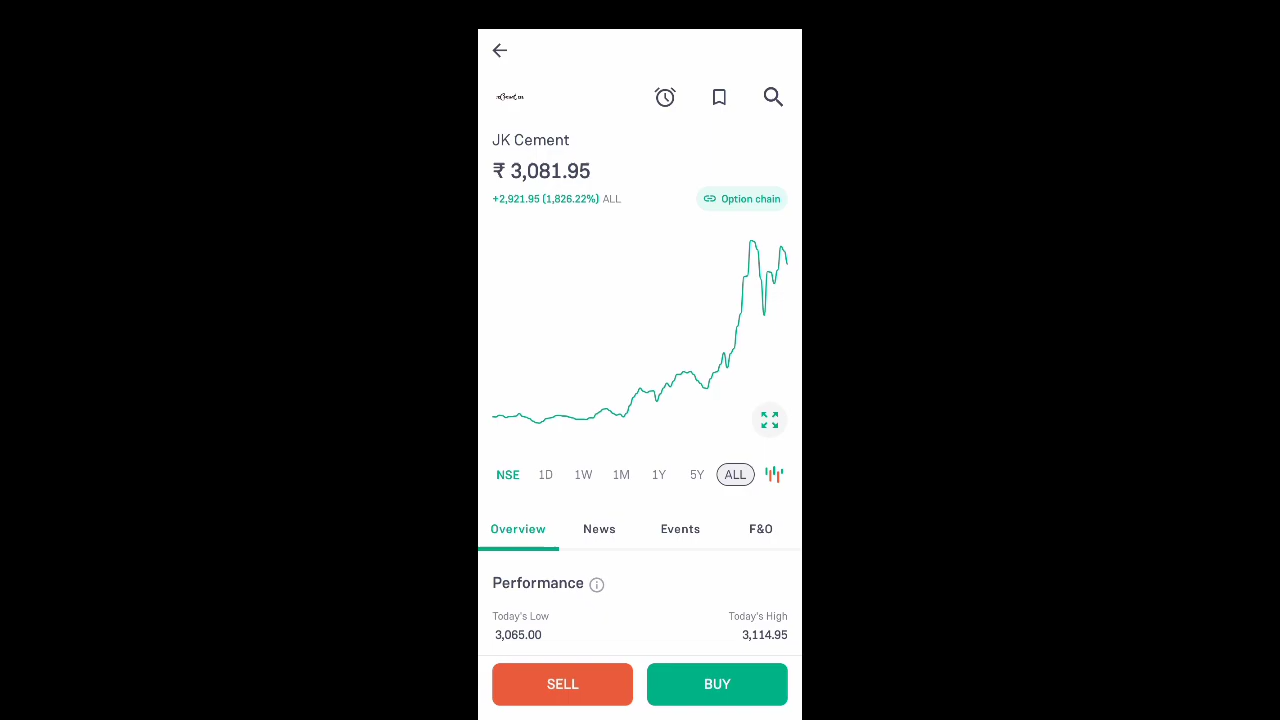 JK Cement
₹ 3,081.95
+2,921.95 (1,826.22%) ALL
Option chain
NSE 1D 1W 1M 1Y 5Y ALL
Overview News Events F&O
Performance
Today's Low Today's High
3,065.00 3,114.95
SELL BUY